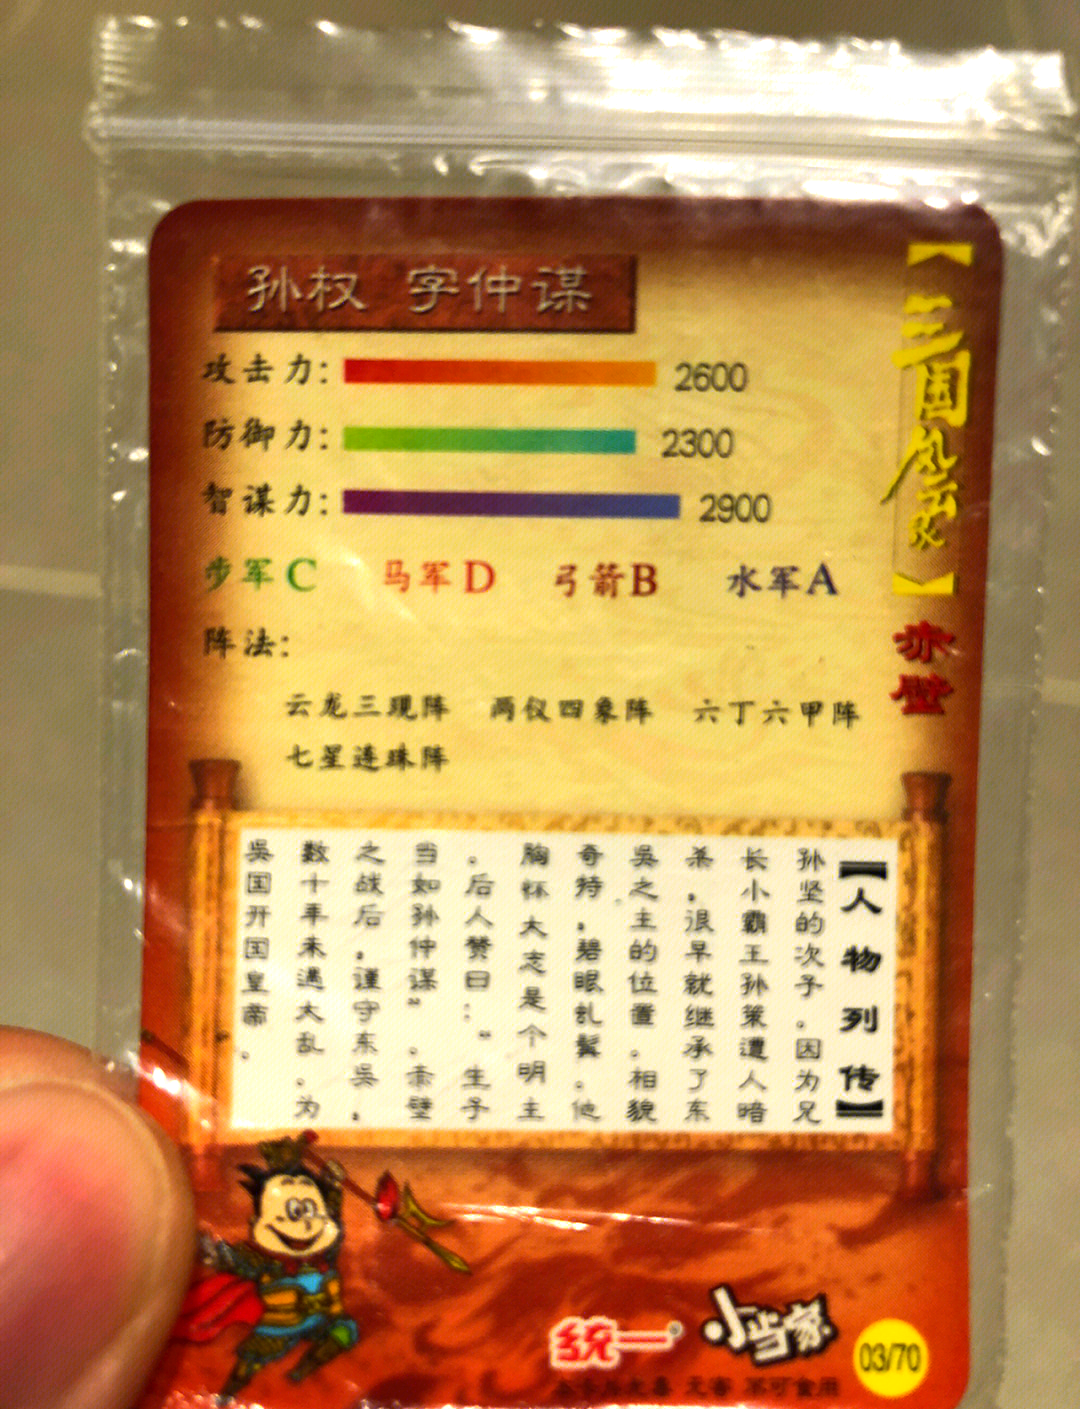 孙权 字仲谋
攻击力: 2600
防御力: 2300
智谋力: 2900
步军C 马军D 弓箭B 水军A
阵法:
云龙三现阵 两仪四象阵 六丁六甲阵
七星连珠阵
【三国风云
】
赤壁
【人物列传】
孙坚的次子。因为兄
长小霸王孙策遭人暗
杀，很早就继承了东
吴之主的位置。相貌
奇特，碧眼虬髯。他
胸怀大志是个明主
。后人赞曰："生子
当如孙仲谋"。赤壁
之战后，谨守东吴，
数十年未遇大乱。为
吴国开国皇帝。
统一
小当家
03/70
无害 不可食用